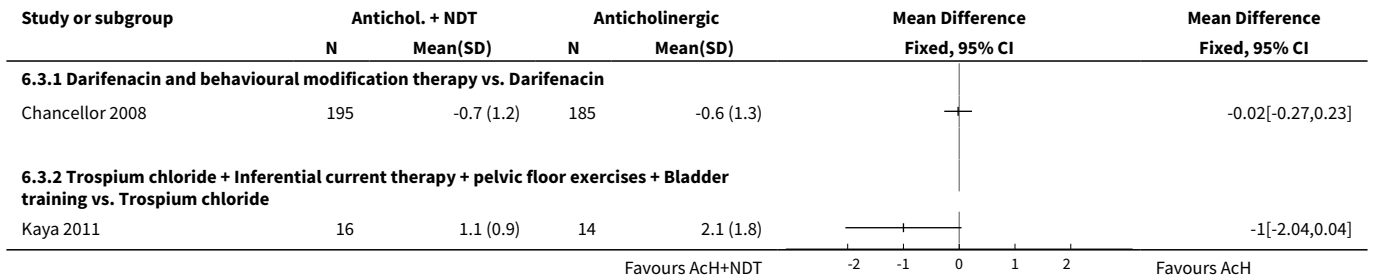 Study or subgroup Antichol. + NDT Anticholinergic Mean Difference Mean Difference
N Mean(SD) N Mean(SD) Fixed, 95% CI Fixed, 95% CI
6.3.1 Darifenacin and behavioural modification therapy vs. Darifenacin
Chancellor 2008 195 -0.7 (1.2) 185 -0.6 (1.3) -0.02[-0.27,0.23]
6.3.2 Trospium chloride + Inferential current therapy + pelvic floor exercises + Bladder
training vs. Trospium chloride
Kaya 2011 16 1.1 (0.9) 14 2.1 (1.8) -1[-2.04,0.04]
Favours AcH+NDT -2 -1 0 1 2 Favours AcH